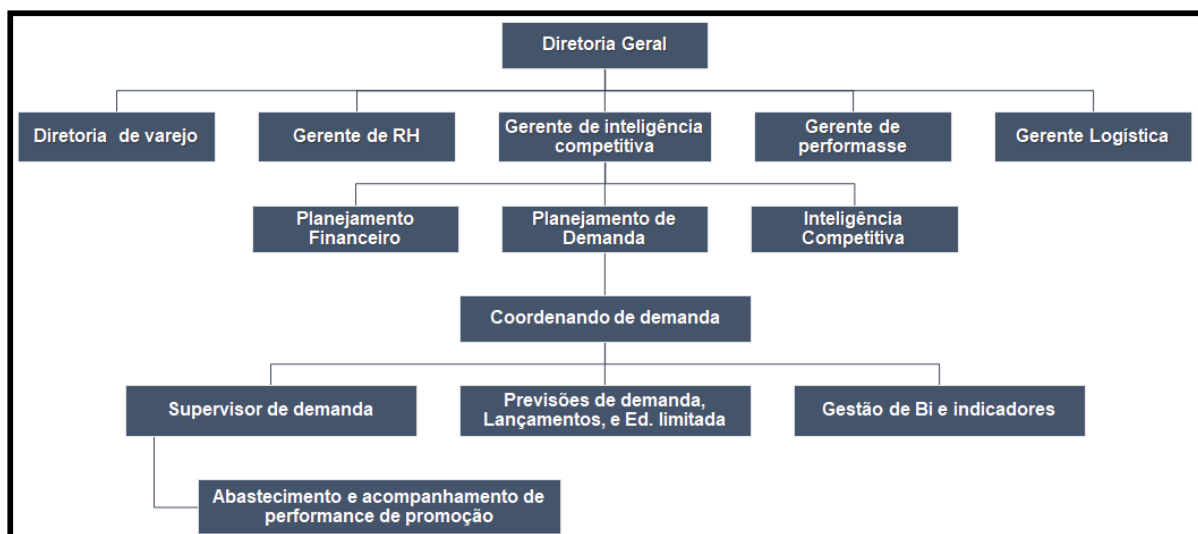 Diretoria Geral
Diretoria de varejo
Gerente de RH
Gerente de inteligência
competitiva
Gerente de
performasse
Gerente Logística
Planejamento
Financeiro
Planejamento de
Demanda
Inteligência
Competitiva
Coordenando de demanda
Supervisor de demanda
Previsões de demanda,
Lançamentos, e Ed. limitada
Gestão de Bi e indicadores
Abastecimento e acompanhamento de
performance de promoção